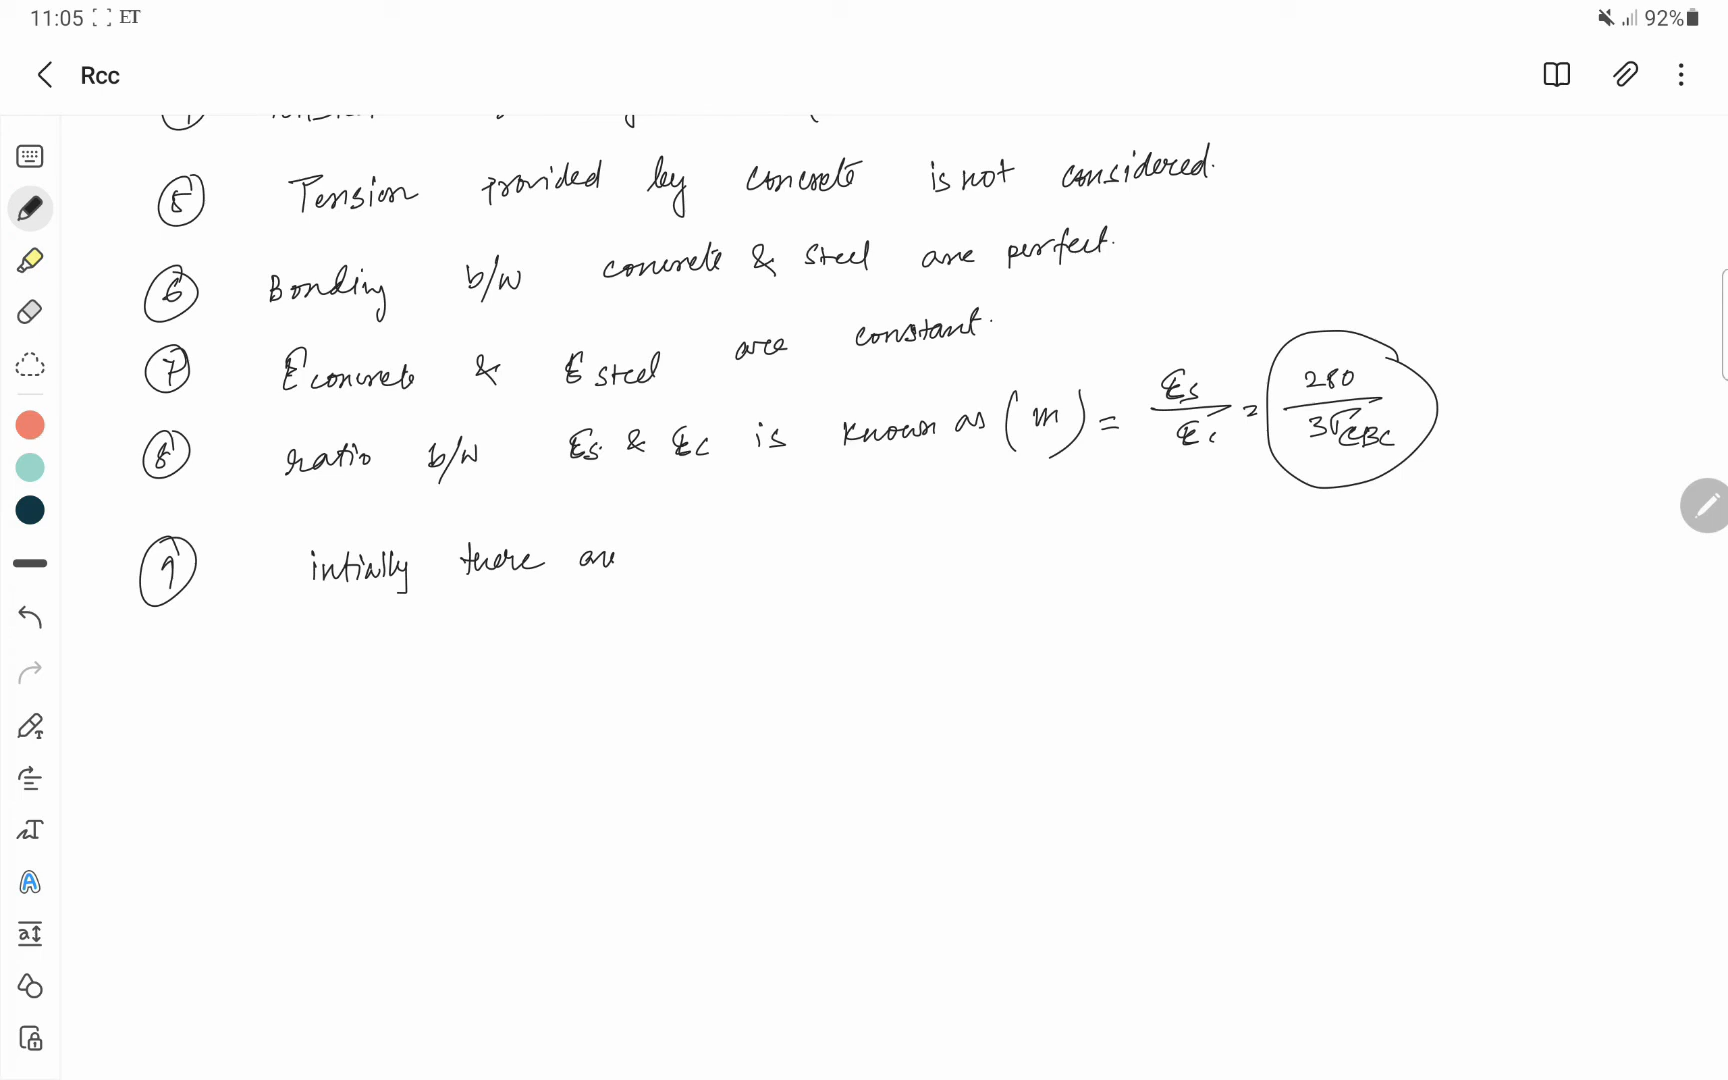 11:05 ET 92%
Rcc
⑤ Tension provided by concrete is not considered.
⑥ Bonding b/w concrete & steel are perfect.
⑦ E concrete & E steel are constant.
⑧ ratio b/w Es & Ec is known as (m) = Es/Ec = 280/3σCBC
⑨ intially there are